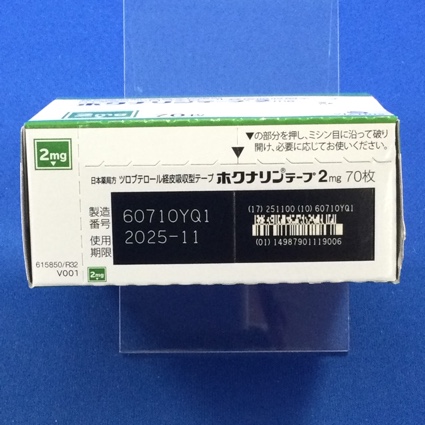 ▼の部分を押し、ミシン目に沿って破り
開け、必要に応じてお使いください。
2mg
日本薬局方 ツロブテロール経皮吸収型テープ ホクナリン®テープ2mg 70枚
製造番号 60710YQ1
使用期限 2025-11
(17) 251100 (10) 60710YQ1
(01) 14987901119006
615850/R32
V001
2mg